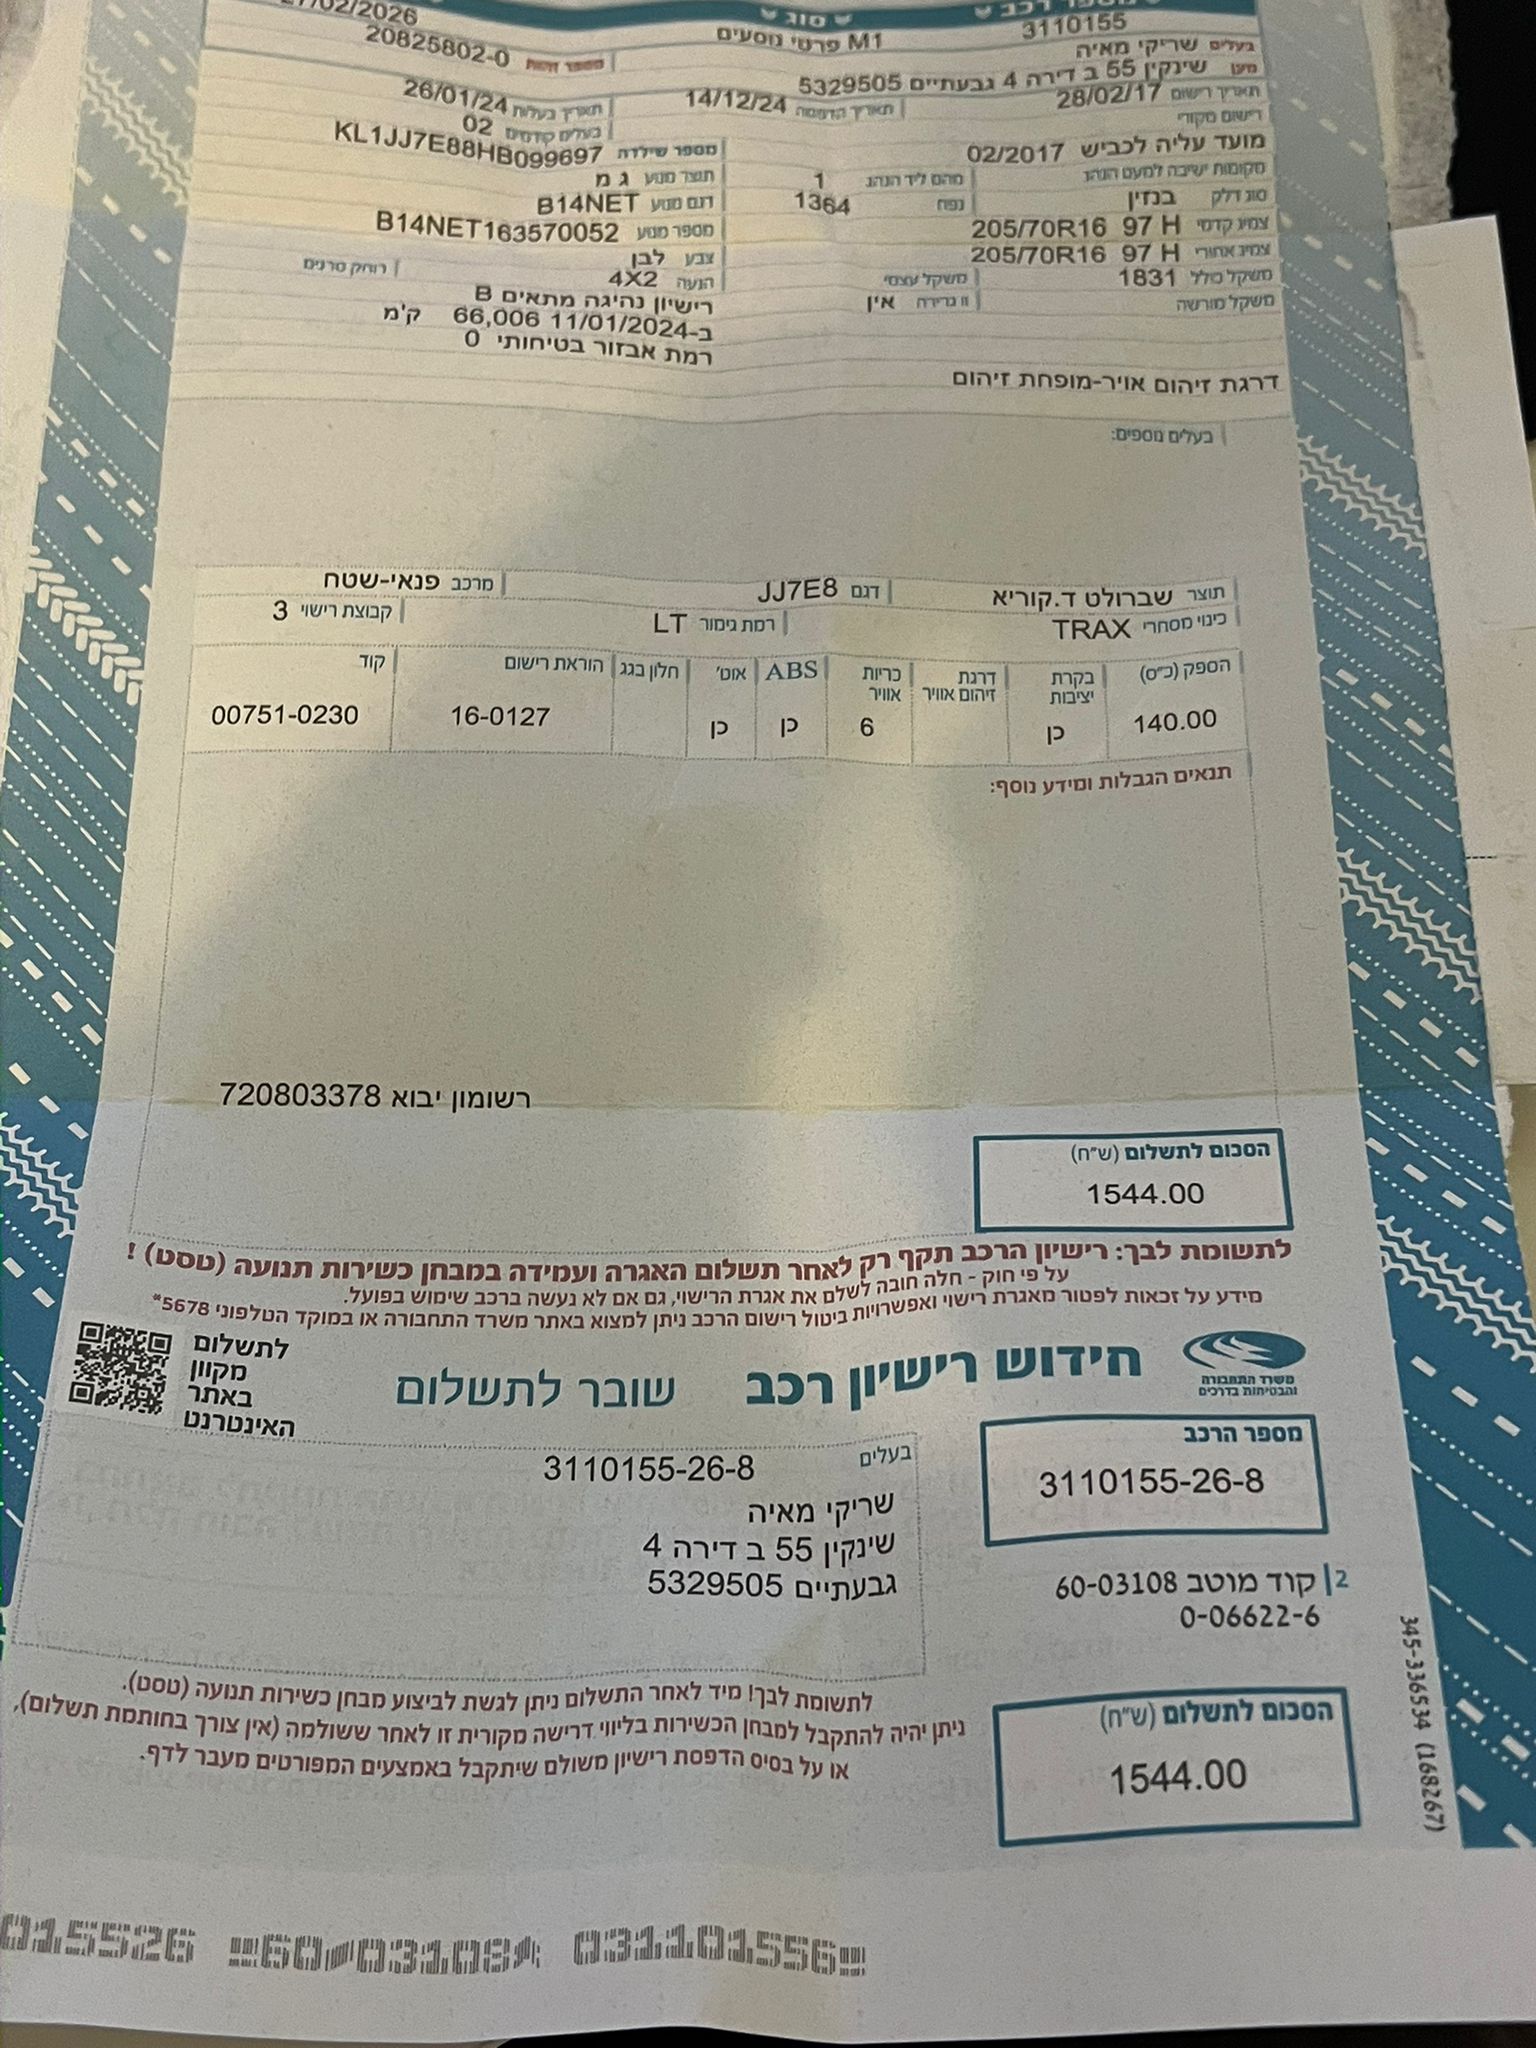 מספר רכב סוג
3110155 M1 פרטי נוסעים /02/2026
בעלים שריקי מאיה מספר זהות 20825802-0
מען שינקין 55 ב דירה 4 גבעתיים 5329505
תאריך רישום 28/02/17 תאריך הדפסה 14/12/24 תאריך בעלות 26/01/24
רישום מקורי בעלים קודמים 02
מועד עליה לכביש 02/2017 מספר שילדה KL1JJ7E88HB099697
מקומות ישיבה למעט הנהג מהם ליד הנהג 1 תוצר מנוע ג מ
סוג דלק בנזין נפח 1364 דגם מנוע B14NET
צמיג קדמי 205/70R16 97 H מספר מנוע B14NET163570052
צמיג אחורי 205/70R16 97 H צבע לבן
משקל כולל 1831 משקל עצמי הנעה 4X2 רוחק סרנים
משקל מורשה וו גרירה אין רישיון נהיגה מתאים B
ב-11/01/2024 66,006 ק'מ
רמת אבזור בטיחותי 0
דרגת זיהום אויר-מופחת זיהום
בעלים נוספים:
תוצר שברולט ד.קוריא דגם JJ7E8 מרכב פנאי-שטח
כינוי מסחרי TRAX רמת גימור LT קבוצת רישוי 3
הספק (כ״ס) בקרת יציבות דרגת זיהום אוויר כריות אוויר ABS אוט' חלון בגג הוראת רישום קוד
140.00 כן 6 כן כן 16-0127 00751-0230
תנאים הגבלות ומידע נוסף:
רשומון יבוא 720803378
הסכום לתשלום (ש״ח)
1544.00
לתשומת לבך: רישיון הרכב תקף רק לאחר תשלום האגרה ועמידה במבחן כשירות תנועה (טסט) !
על פי חוק - חלה חובה לשלם את אגרת הרישוי, גם אם לא נעשה ברכב שימוש בפועל.
מידע על זכאות לפטור מאגרת רישוי ואפשרויות ביטול רישום הרכב ניתן למצוא באתר משרד התחבורה או במוקד הטלפוני 5678*
משרד התחבורה
והבטיחות בדרכים
חידוש רישיון רכב שובר לתשלום
לתשלום
מקוון
באתר
האינטרנט
מספר הרכב
3110155-26-8
בעלים 3110155-26-8
שריקי מאיה
שינקין 55 ב דירה 4
גבעתיים 5329505
2 קוד מוטב 60-03108
0-06622-6
לתשומת לבך! מיד לאחר התשלום ניתן לגשת לביצוע מבחן כשירות תנועה (טסט).
ניתן יהיה להתקבל למבחן הכשירות בליווי דרישה מקורית זו לאחר ששולמה (אין צורך בחותמת תשלום),
או על בסיס הדפסת רישיון משולם שיתקבל באמצעים המפורטים מעבר לדף.
הסכום לתשלום (ש״ח)
1544.00
345-336534 (168267)
015526 60 03108 031101556